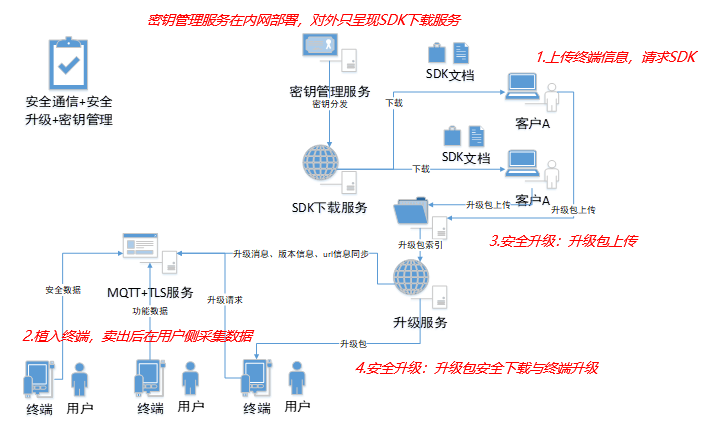 密钥管理服务在内网部署，对外只呈现SDK下载服务
安全通信+安全
升级+密钥管理
密钥管理服务
密钥分发
SDK文档
1.上传终端信息，请求SDK
下载
客户A
SDK文档
下载
SDK下载服务
客户A
升级包上传
升级包上传
3.安全升级：升级包上传
升级包索引
升级消息、版本信息、url信息同步
安全数据
MQTT+TLS服务
升级请求
功能数据
升级服务
2.植入终端，卖出后在用户侧采集数据
升级包
4.安全升级：升级包安全下载与终端升级
终端
用户
终端
用户
终端
用户